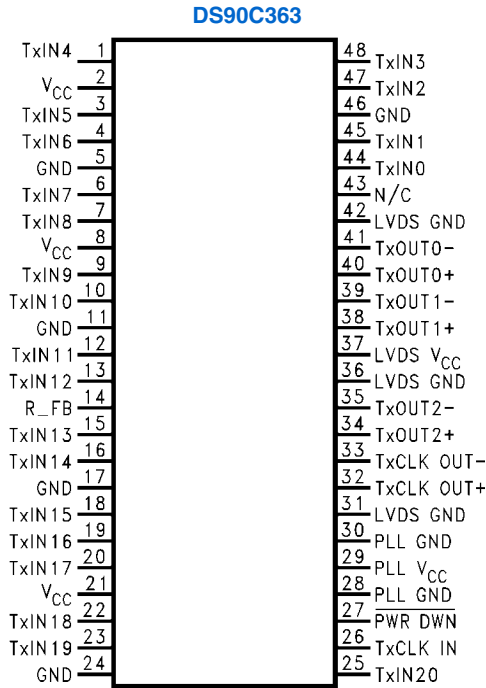 DS90C363
TxIN4 1
VCC 2
TxIN5 3
TxIN6 4
GND 5
TxIN7 6
TxIN8 7
VCC 8
TxIN9 9
TxIN10 10
GND 11
TxIN11 12
TxIN12 13
R_FB 14
TxIN13 15
TxIN14 16
GND 17
TxIN15 18
TxIN16 19
TxIN17 20
VCC 21
TxIN18 22
TxIN19 23
GND 24
48 TxIN3
47 TxIN2
46 GND
45 TxIN1
44 TxIN0
43 N/C
42 LVDS GND
41 TxOUT0-
40 TxOUT0+
39 TxOUT1-
38 TxOUT1+
37 LVDS VCC
36 LVDS GND
35 TxOUT2-
34 TxOUT2+
33 TxCLK OUT-
32 TxCLK OUT+
31 LVDS GND
30 PLL GND
29 PLL VCC
28 PLL GND
27 PWR DWN
26 TxCLK IN
25 TxIN20